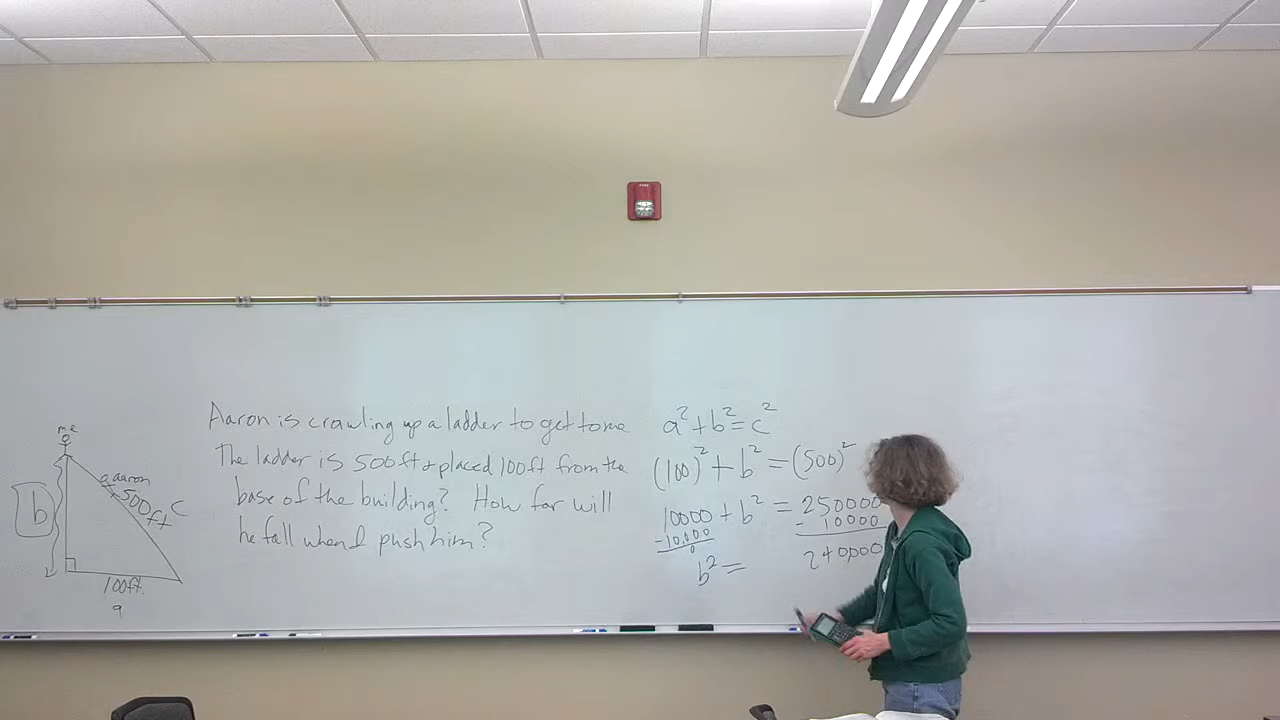 me
aaron
500ft
C
b
100ft.
a
Aaron is crawling up a ladder to get to me
The ladder is 500ft + placed 100ft from the
base of the building? How far will
he fall when I push him?
a² + b² = c²
(100)² + b² = (500)²
10000 + b² = 250000
-10,000 - 10000
0 240,000
b² =